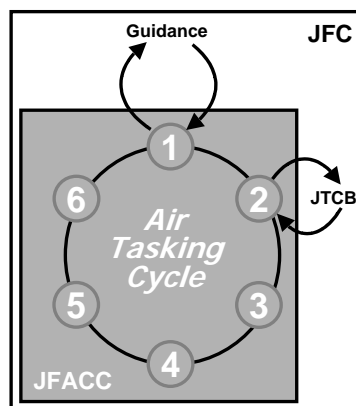 Guidance
JFC
1
6
2
JTCB
Air
Tasking
Cycle
5
3
4
JFACC